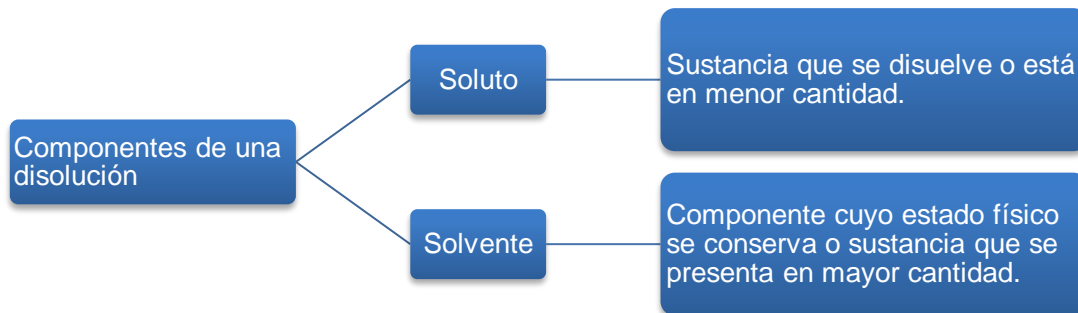 Componentes de una
disolución
Soluto
Sustancia que se disuelve o está
en menor cantidad.
Solvente
Componente cuyo estado físico
se conserva o sustancia que se
presenta en mayor cantidad.